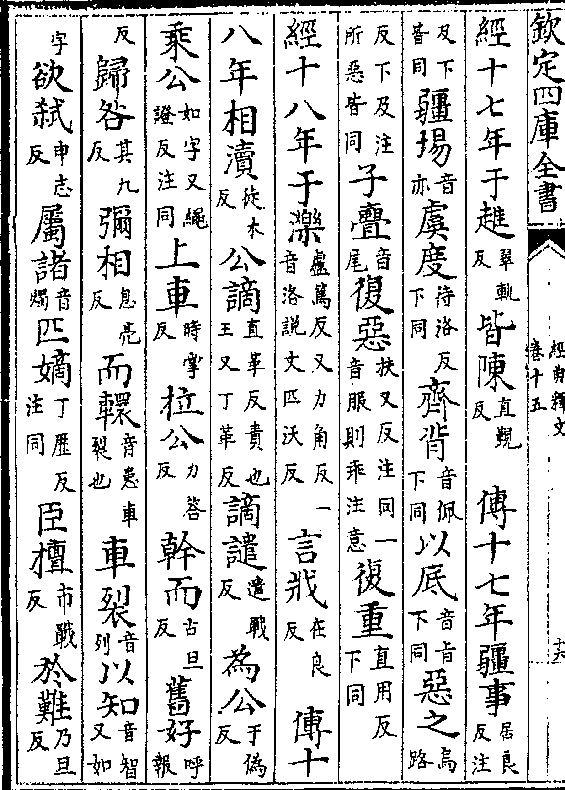 欽定四庫全書
經典釋文
卷十五
十六
經十七年于趡翠軌反皆陳直覲反傳十七年疆事居良反注
及下皆同疆埸音亦虞度待洛反下同齊背音佩下同以底音旨下同惡之烏路
反下及注所惡皆同子亹音尾復惡扶又反注同一音服則乖注意復重直用反下同
經十八年于濼盧篤反又力角反一音洛說文匹沃反言戕在良反傳十
八年相瀆徒木反公謫直革反責也王又丁革反謫譴遣戰反為公于偽反
乘公如字又繩證反注同上車時掌反拉公力荅反幹而古旦反舊好呼報
反歸咎其九反彌相息亮反而轘音患車裂也車裂音列以知音智又如
字欲弑申志反屬諸音燭匹嫡丁歷反注同臣擅市戰反於難乃旦反